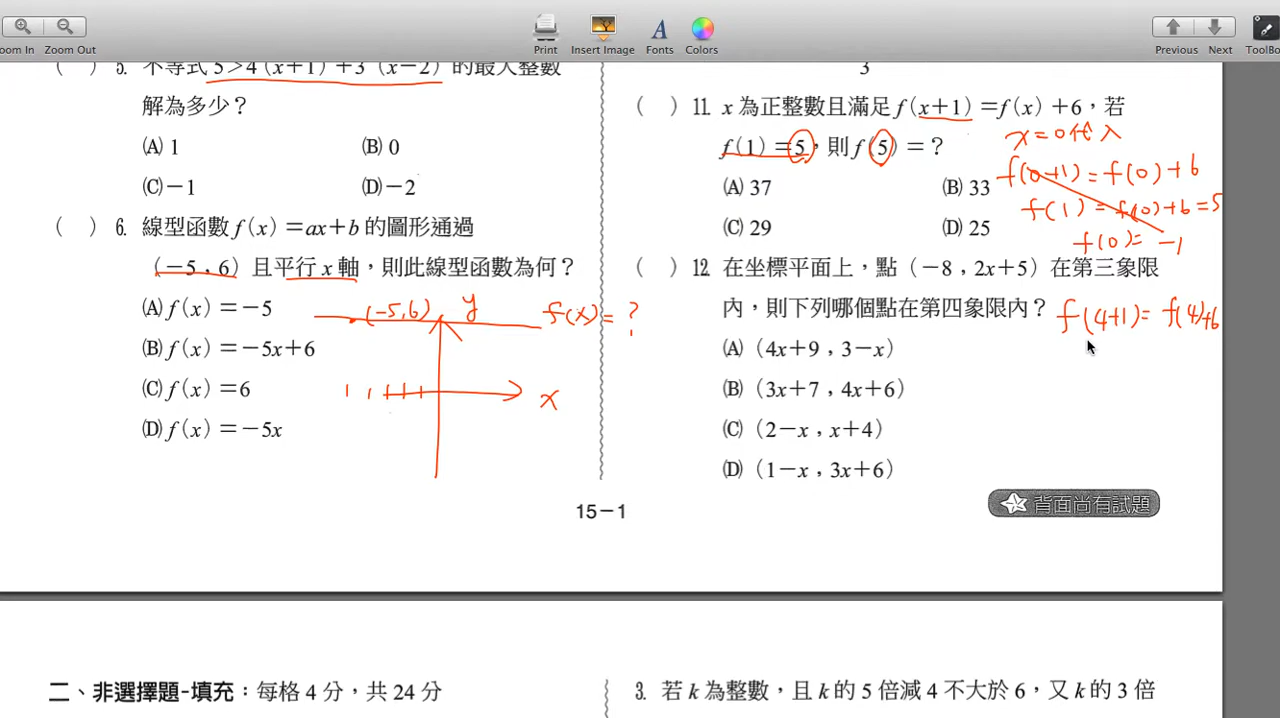 oom In Zoom Out Print Insert Image Fonts Colors Previous Next ToolBo
( ) 5. 不等式 5>4(x+1)+3(x−2)的最大整數
解為多少？
(A) 1 (B) 0
(C)−1 (D)−2
( ) 6. 線型函數 f(x)=ax+b 的圖形通過
(−5，6)且平行 x 軸，則此線型函數為何？
(A) f(x)=−5
(B) f(x)=−5x+6
(C) f(x)=6
(D) f(x)=−5x
(−5,6) y f(x)= ?
x
3
( ) 11. x 為正整數且滿足 f(x+1)=f(x)+6，若
f(1)=5，則 f(5)=？
(A) 37 (B) 33
(C) 29 (D) 25
x=0代入
f(0+1)=f(0)+6
f(1)=f(0)+6=5
f(0)= −1
( ) 12. 在坐標平面上，點(−8，2x+5)在第三象限
內，則下列哪個點在第四象限內？
(A)(4x+9，3−x)
(B)(3x+7，4x+6)
(C)(2−x，x+4)
(D)(1−x，3x+6)
f(4+1)=f(4)+6
背面尚有試題
15−1
二、非選擇題-填充：每格 4 分，共 24 分
3. 若 k 為整數，且 k 的 5 倍減 4 不大於 6，又 k 的 3 倍